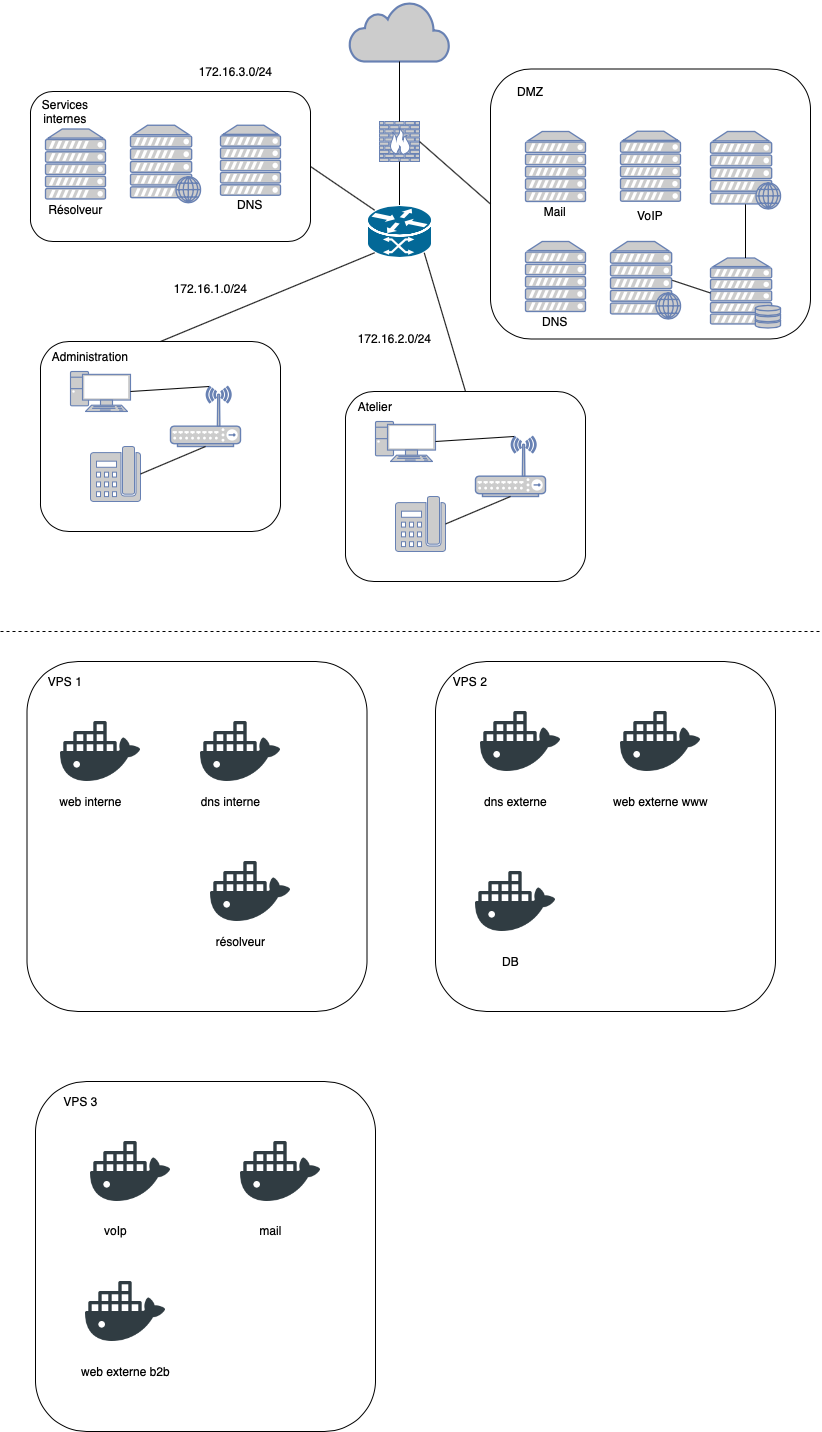 172.16.3.0/24
Services
internes
Résolveur
DNS
DMZ
Mail
VoIP
DNS
172.16.1.0/24
172.16.2.0/24
Administration
Atelier
VPS 1
web interne
dns interne
résolveur
VPS 2
dns externe
web externe www
DB
VPS 3
voIp
mail
web externe b2b